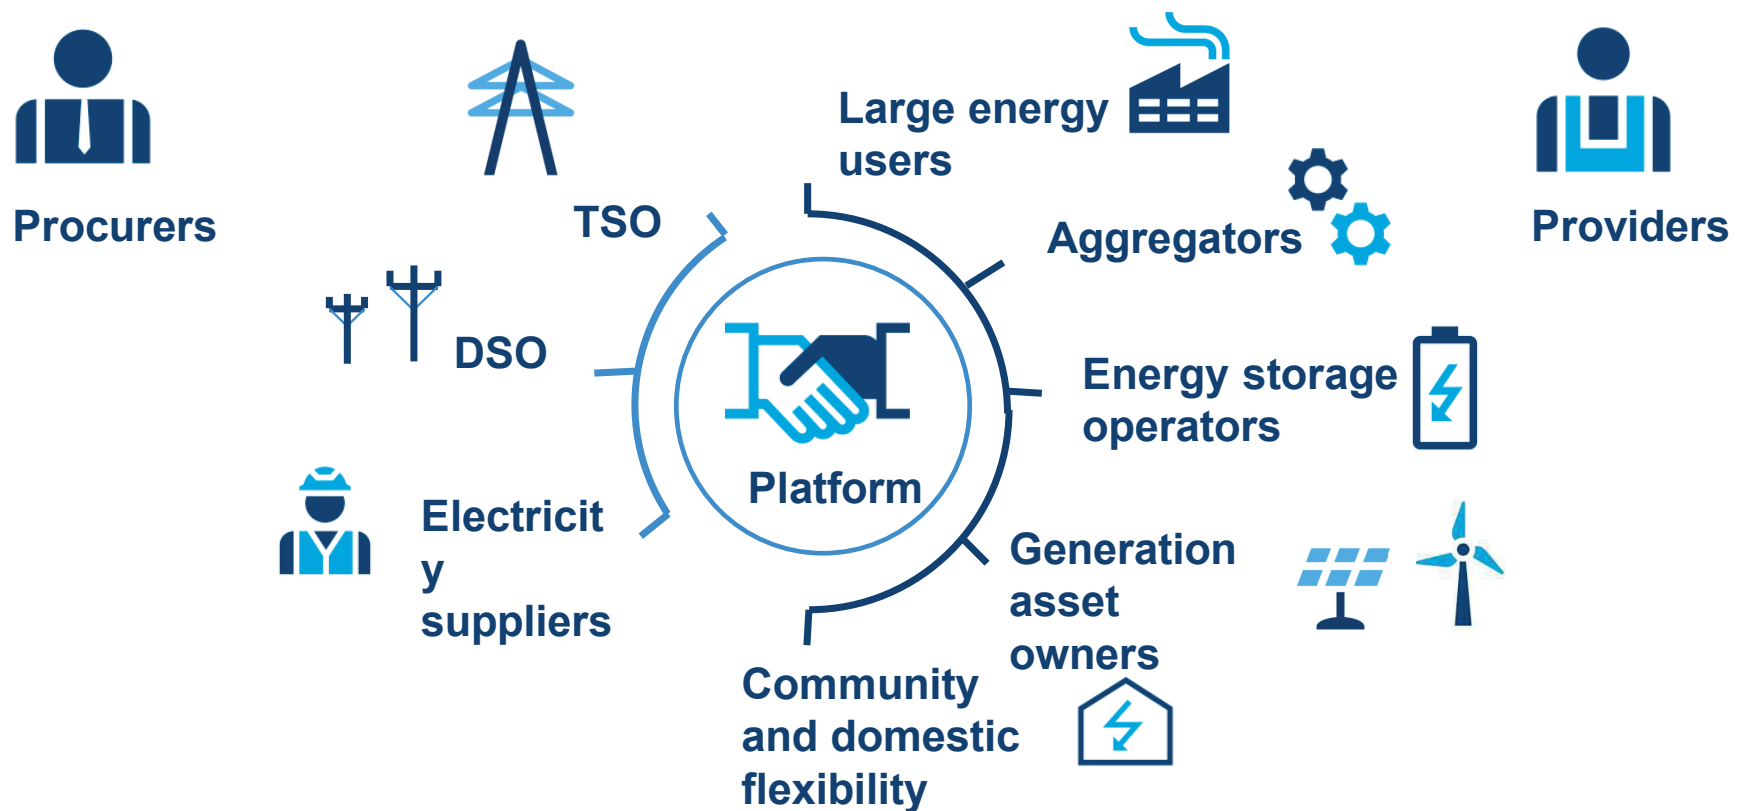 Procurers
TSO
DSO
Electricit
y
suppliers
Platform
Large energy
users
Aggregators
Energy storage
operators
Generation
asset
owners
Community
and domestic
flexibility
Providers